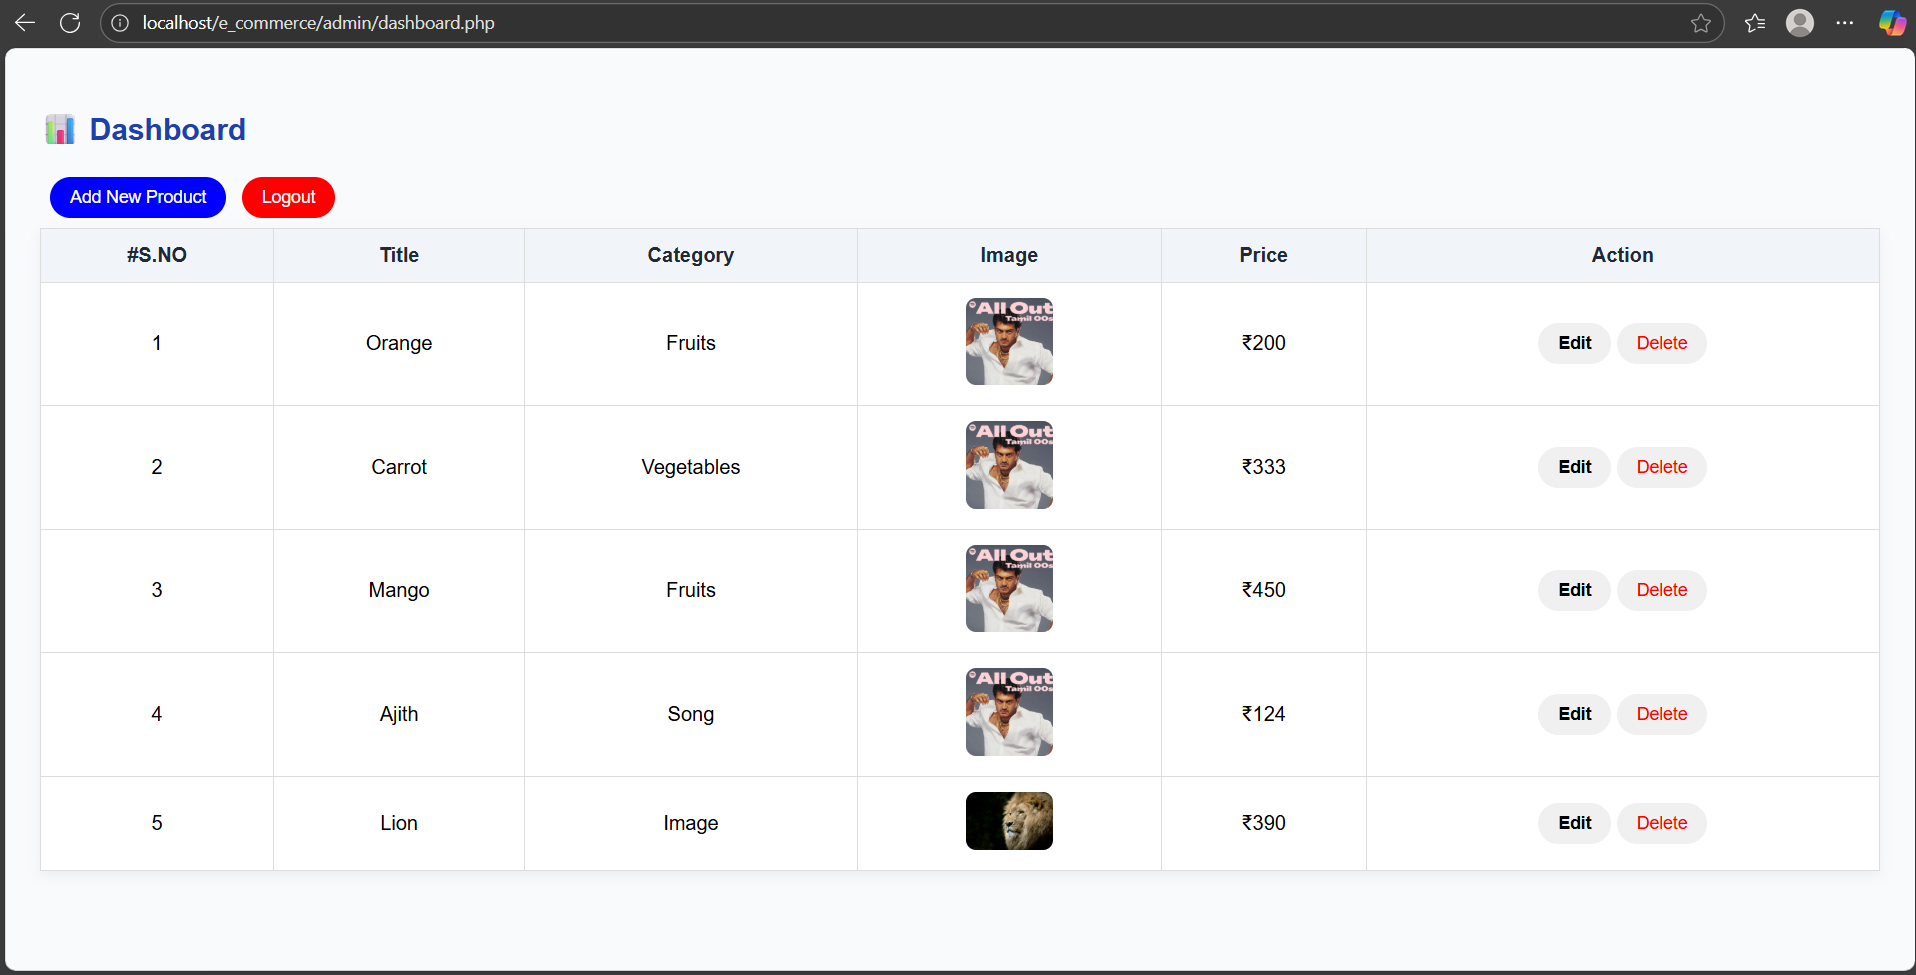 localhost/e_commerce/admin/dashboard.php
Dashboard
Add New Product Logout
#S.NO Title Category Image Price Action
All Out
Tamil 00s
1 Orange Fruits ₹200 Edit Delete
All Out
Tamil 00s
2 Carrot Vegetables ₹333 Edit Delete
All Out
Tamil 00s
3 Mango Fruits ₹450 Edit Delete
All Out
Tamil 00s
4 Ajith Song ₹124 Edit Delete
5 Lion Image ₹390 Edit Delete